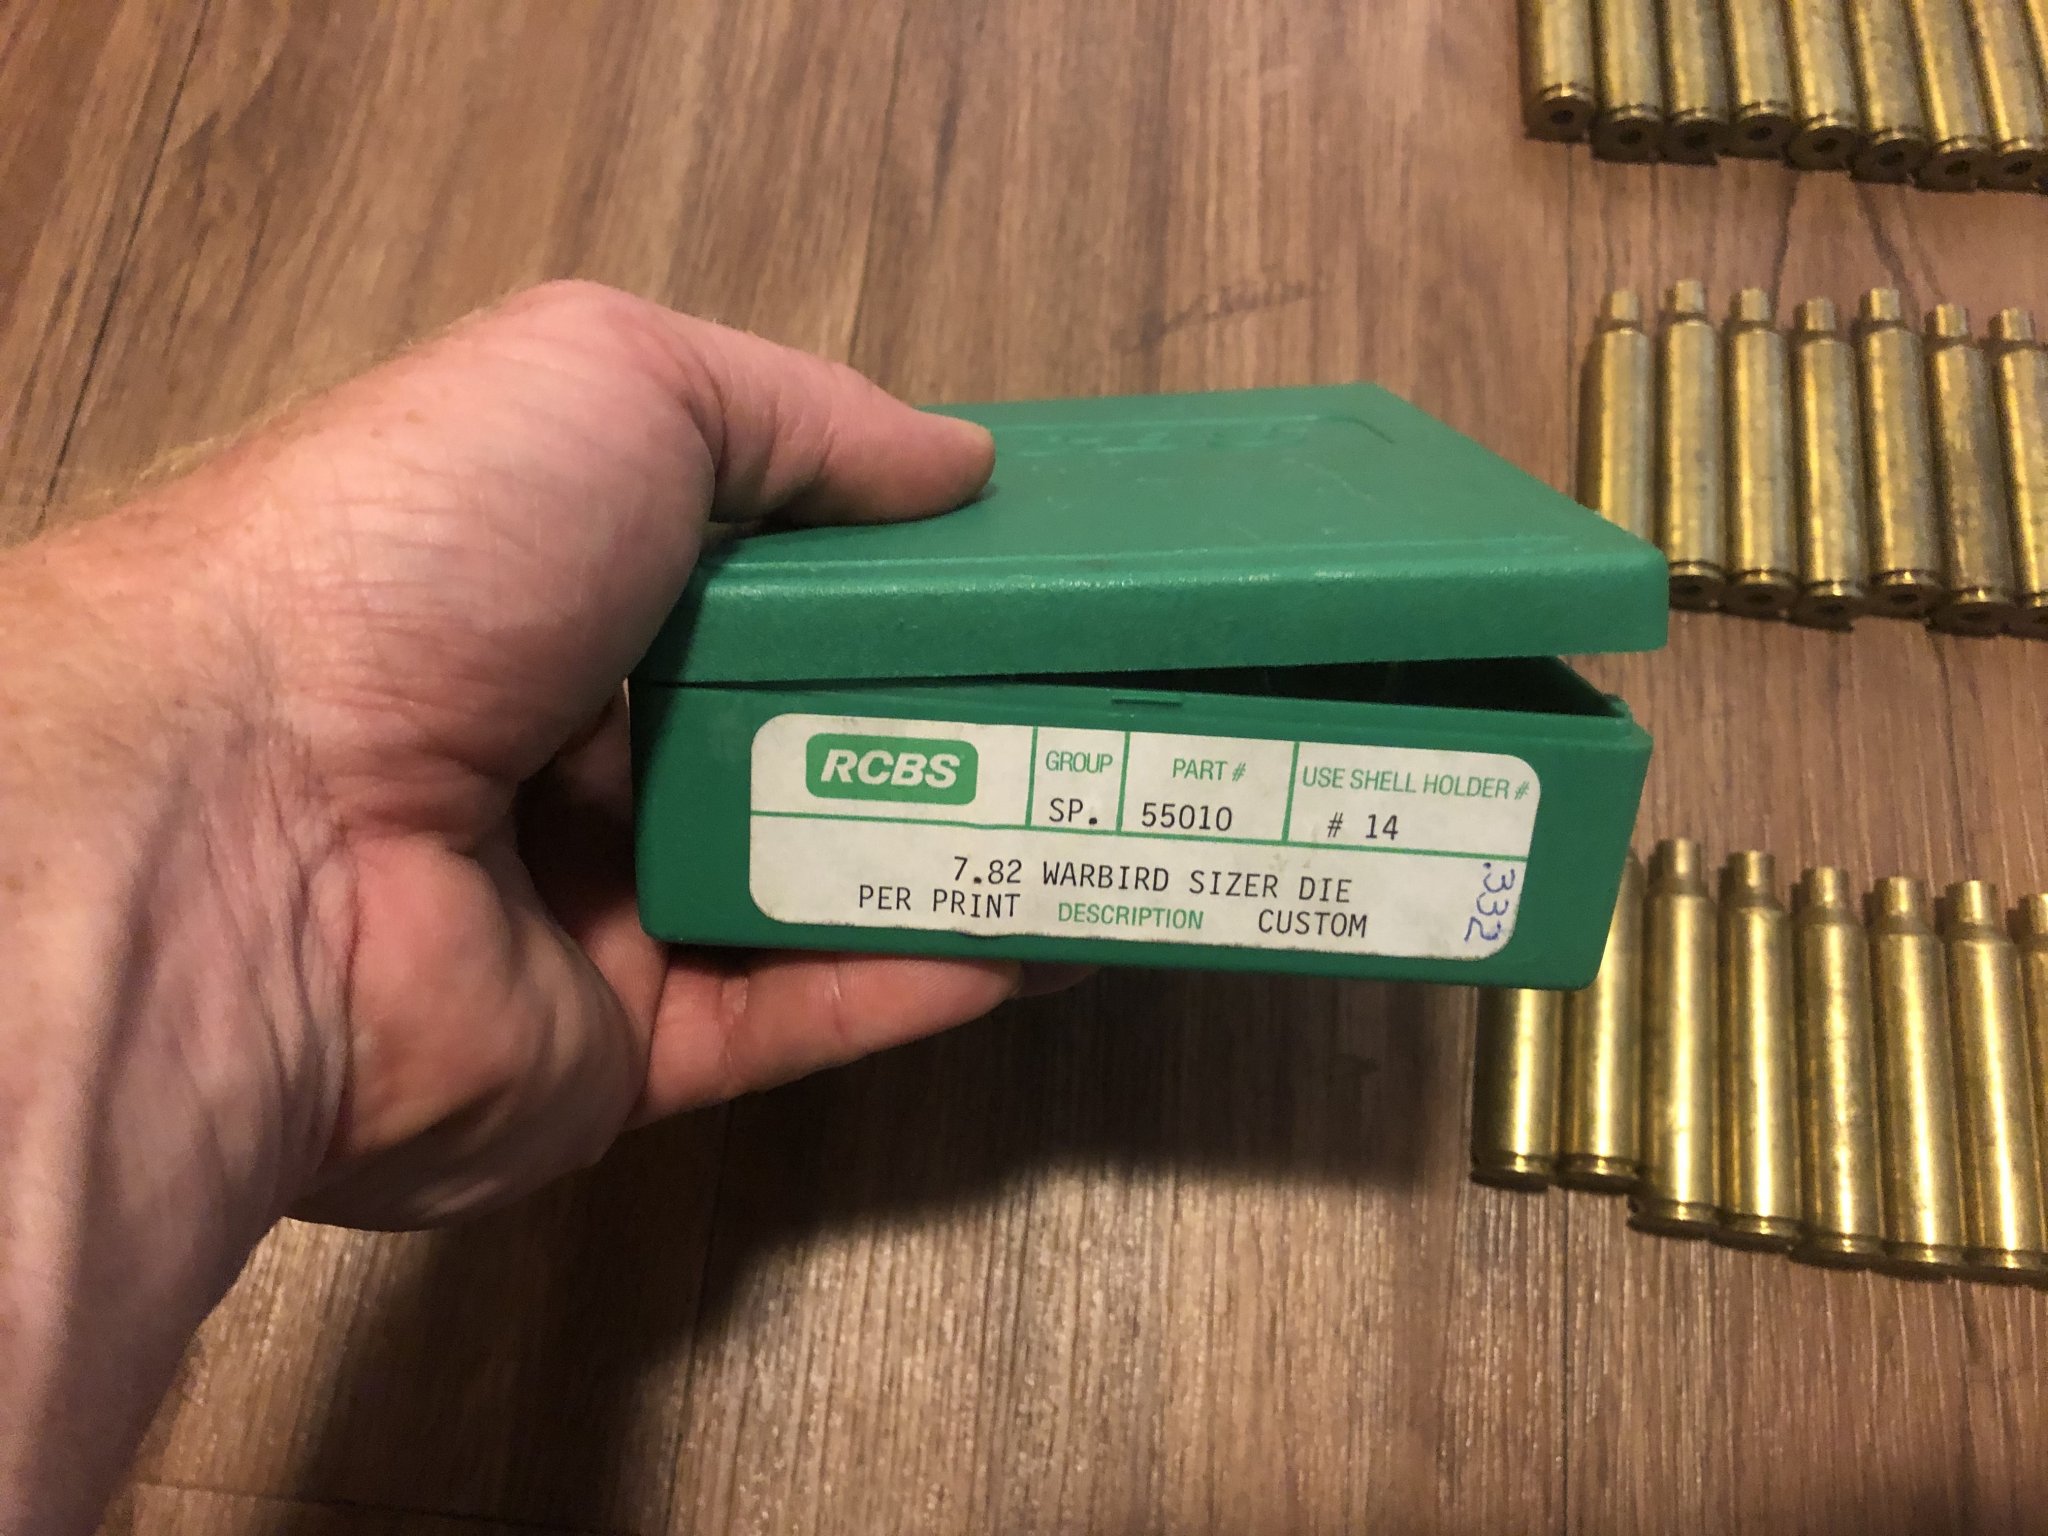 RCBS
GROUP
SP.
PART #
55010
USE SHELL HOLDER #
# 14
7.82 WARBIRD SIZER DIE
PER PRINT DESCRIPTION CUSTOM
.332